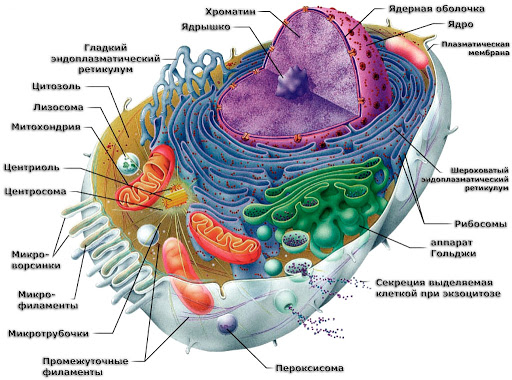 Хроматин
Ядрышко
Ядерная оболочка
Ядро
Плазматическая
мембрана
Гладкий
эндоплазматический
ретикулум
Цитозоль
Лизосома
Митохондрия
Центриоль
Центросома
Шероховатый
эндоплазматический
ретикулум
Рибосомы
аппарат
Гольджи
Микро-
ворсинки
Микро-
филаменты
Секреция выделяемая
клеткой при экзоцитозе
Микротрубочки
Промежуточные
филаменты
Пероксисома